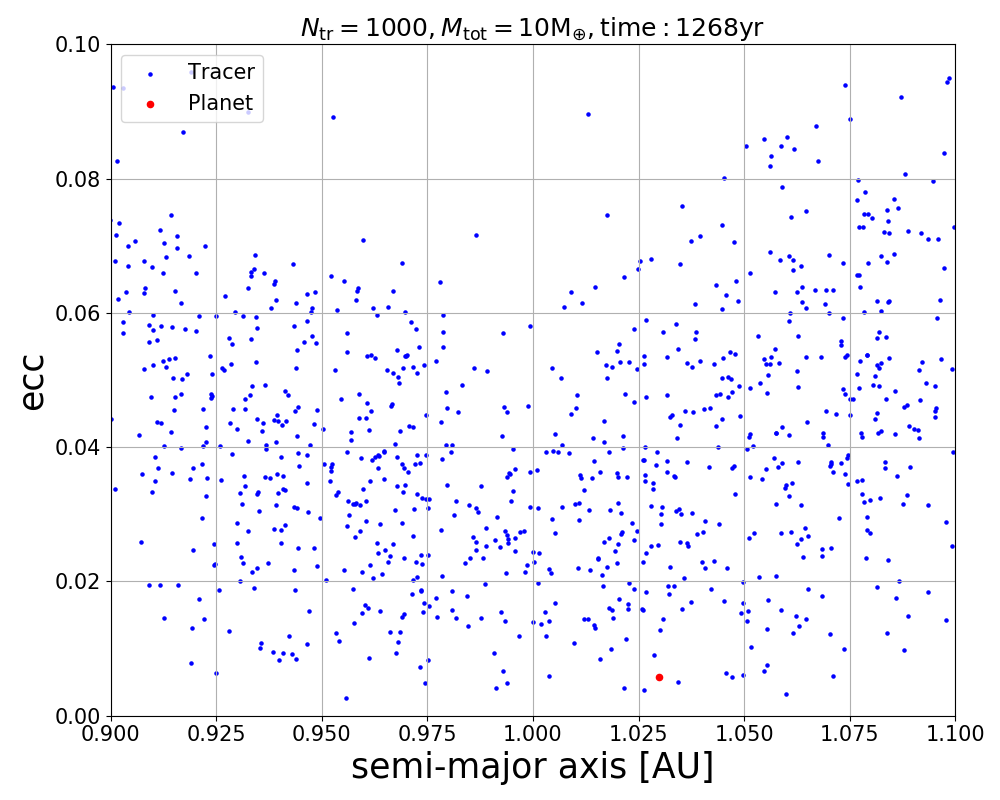 N_tr = 1000, M_tot = 10M_⊕, time : 1268yr
0.10
Tracer
Planet
0.08
0.06
ecc
0.04
0.02
0.00
0.900 0.925 0.950 0.975 1.000 1.025 1.050 1.075 1.100
semi-major axis [AU]